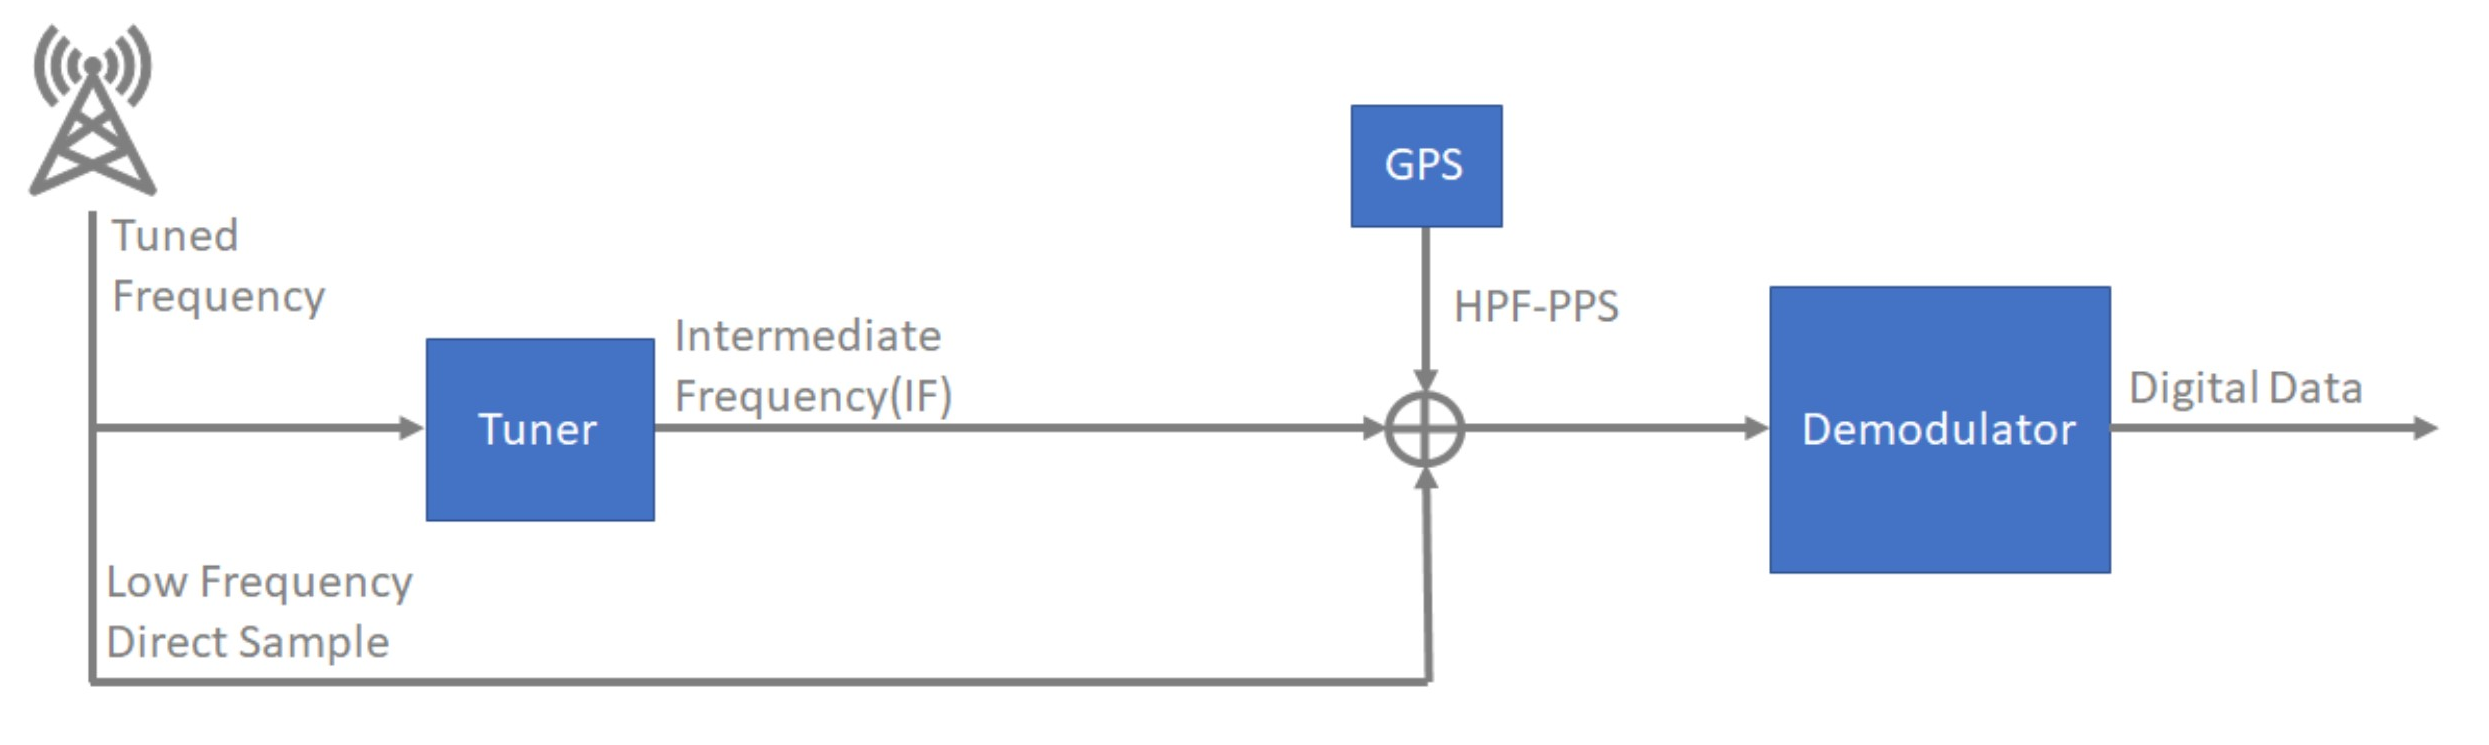 Tuned
Frequency
Tuner
Intermediate
Frequency(IF)
GPS
HPF-PPS
Demodulator
Digital Data
Low Frequency
Direct Sample